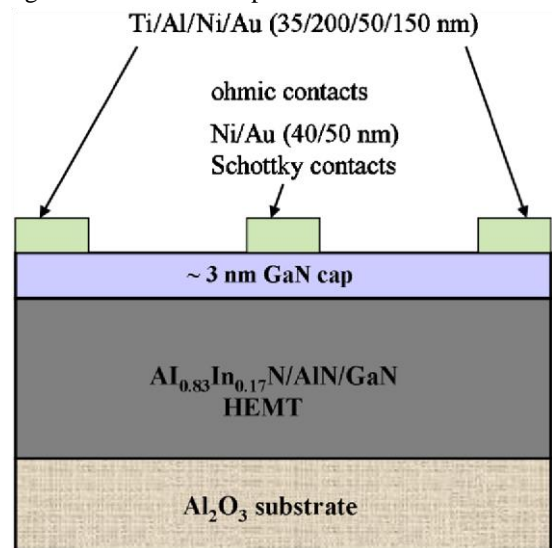 Ti/Al/Ni/Au (35/200/50/150 nm)
ohmic contacts
Ni/Au (40/50 nm)
Schottky contacts
~ 3 nm GaN cap
Al₀.₈₃In₀.₁₇N/AlN/GaN
HEMT
Al₂O₃ substrate